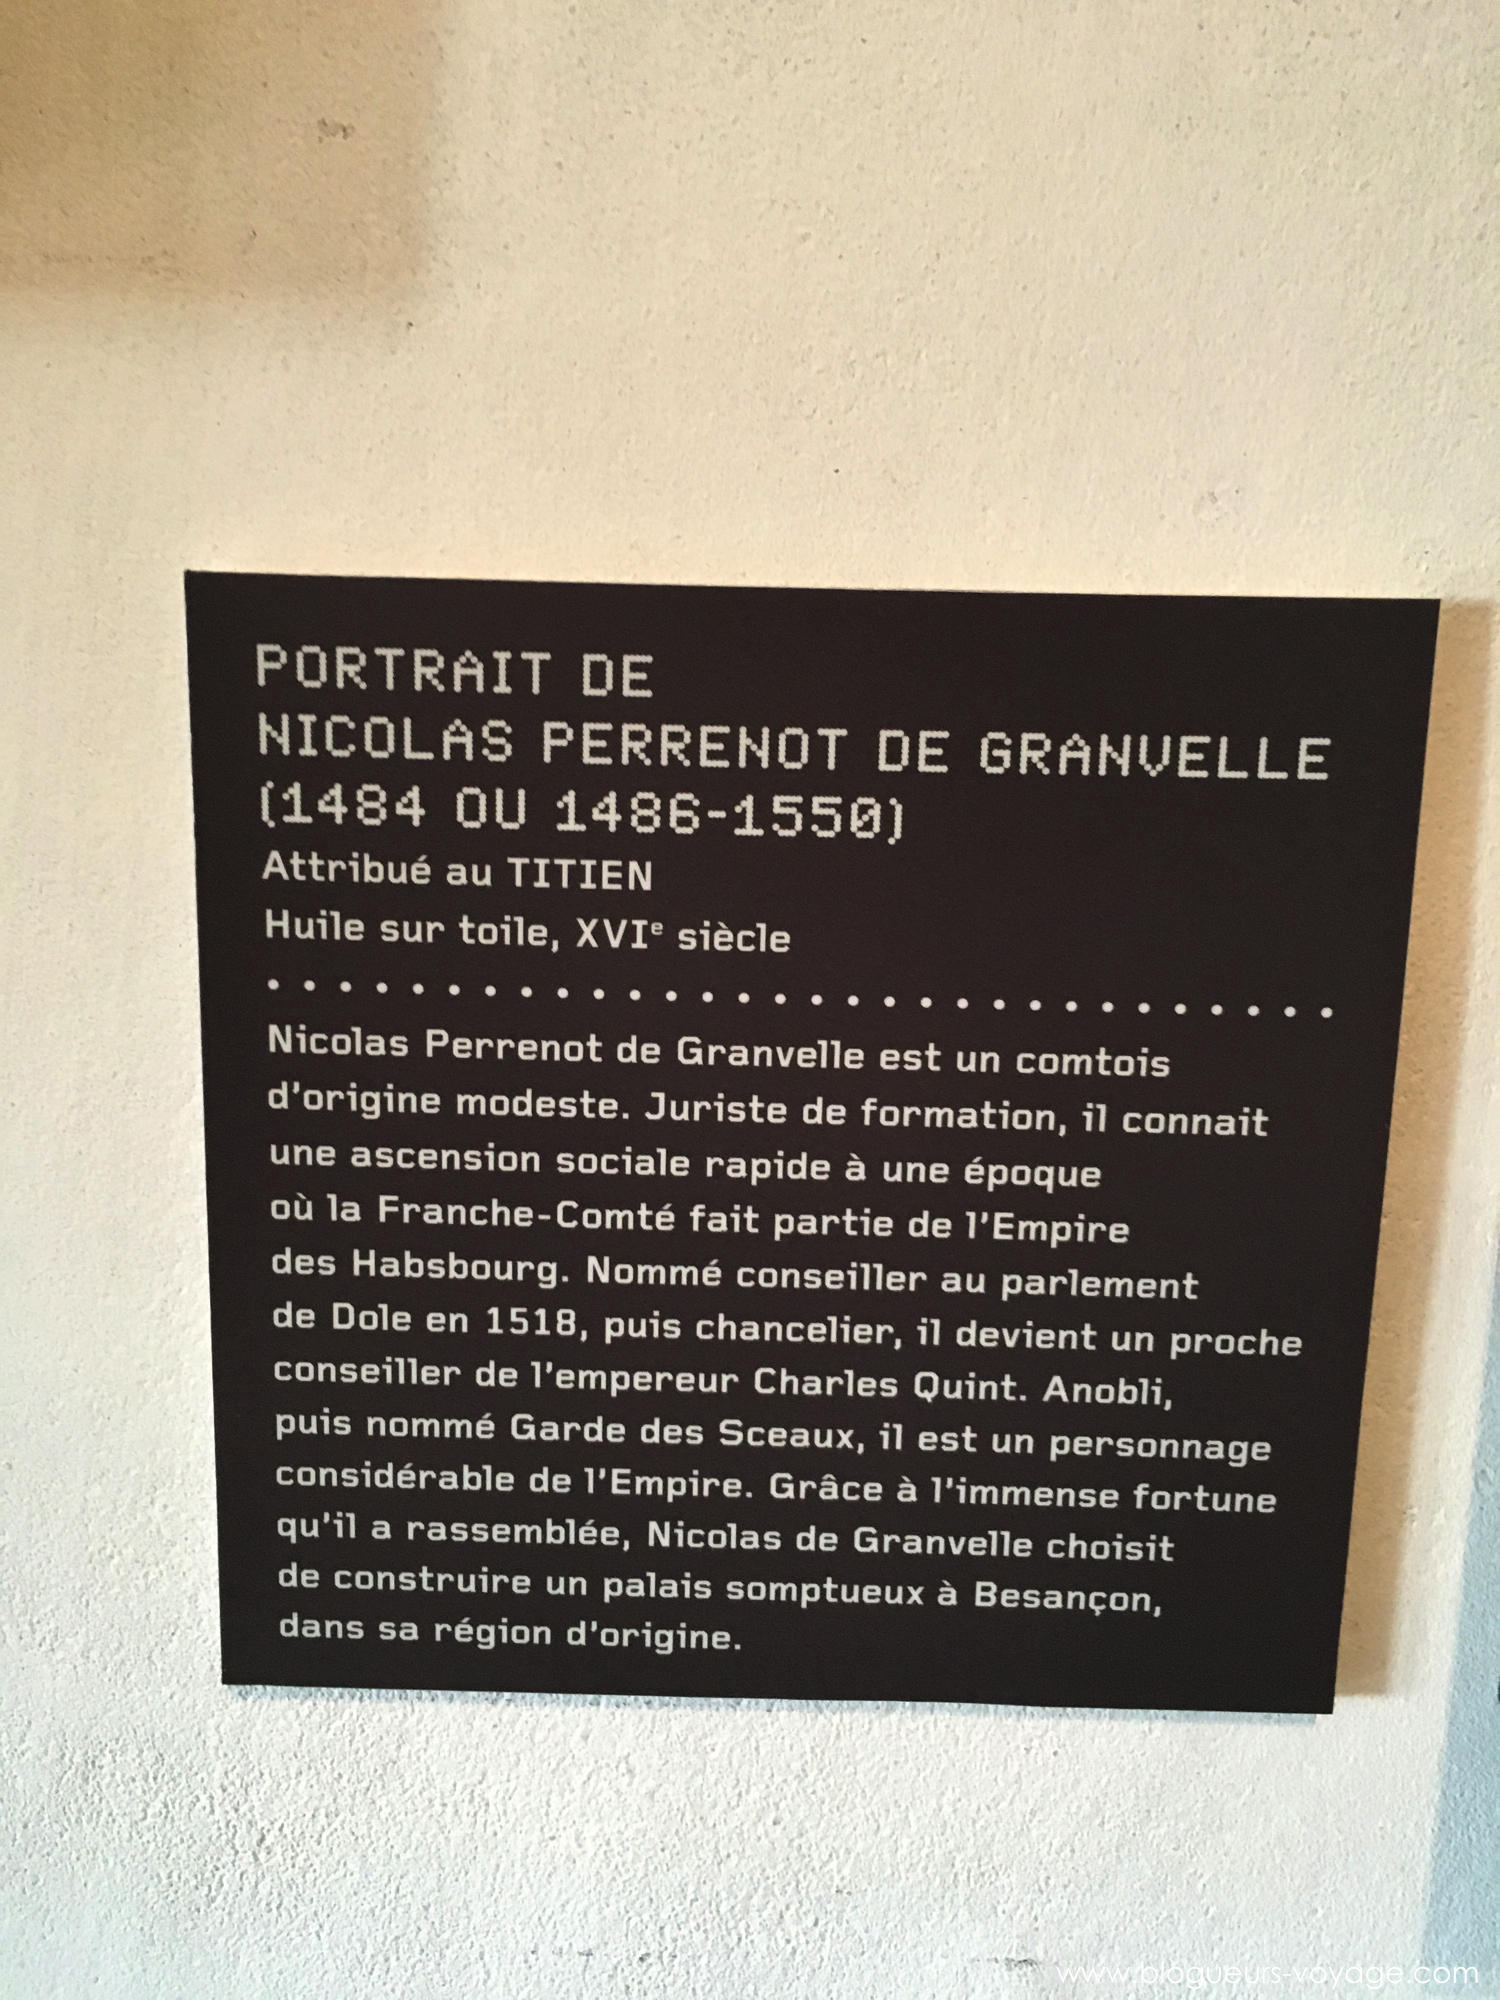 PORTRAIT DE
NICOLAS PERRENOT DE GRANVELLE
(1484 OU 1486-1550)
Attribué au TITIEN
Huile sur toile, XVIe siècle
Nicolas Perrenot de Granvelle est un comtois
d'origine modeste. Juriste de formation, il connait
une ascension sociale rapide à une époque
où la Franche-Comté fait partie de l'Empire
des Habsbourg. Nommé conseiller au parlement
de Dole en 1518, puis chancelier, il devient un proche
conseiller de l'empereur Charles Quint. Anobli,
puis nommé Garde des Sceaux, il est un personnage
considérable de l'Empire. Grâce à l'immense fortune
qu'il a rassemblée, Nicolas de Granvelle choisit
de construire un palais somptueux à Besançon,
dans sa région d'origine.
www.blogueurs-voyage.com